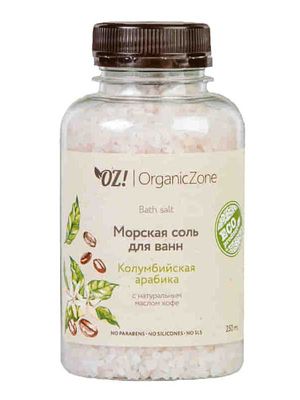 OZ! | OrganicZone
Bath salt
Морская соль
для ванн
ECO
Колумбийская
арабика
с натуральным
маслом кофе
NO PARABENS • NO SILICONES • NO SLS
250 ml